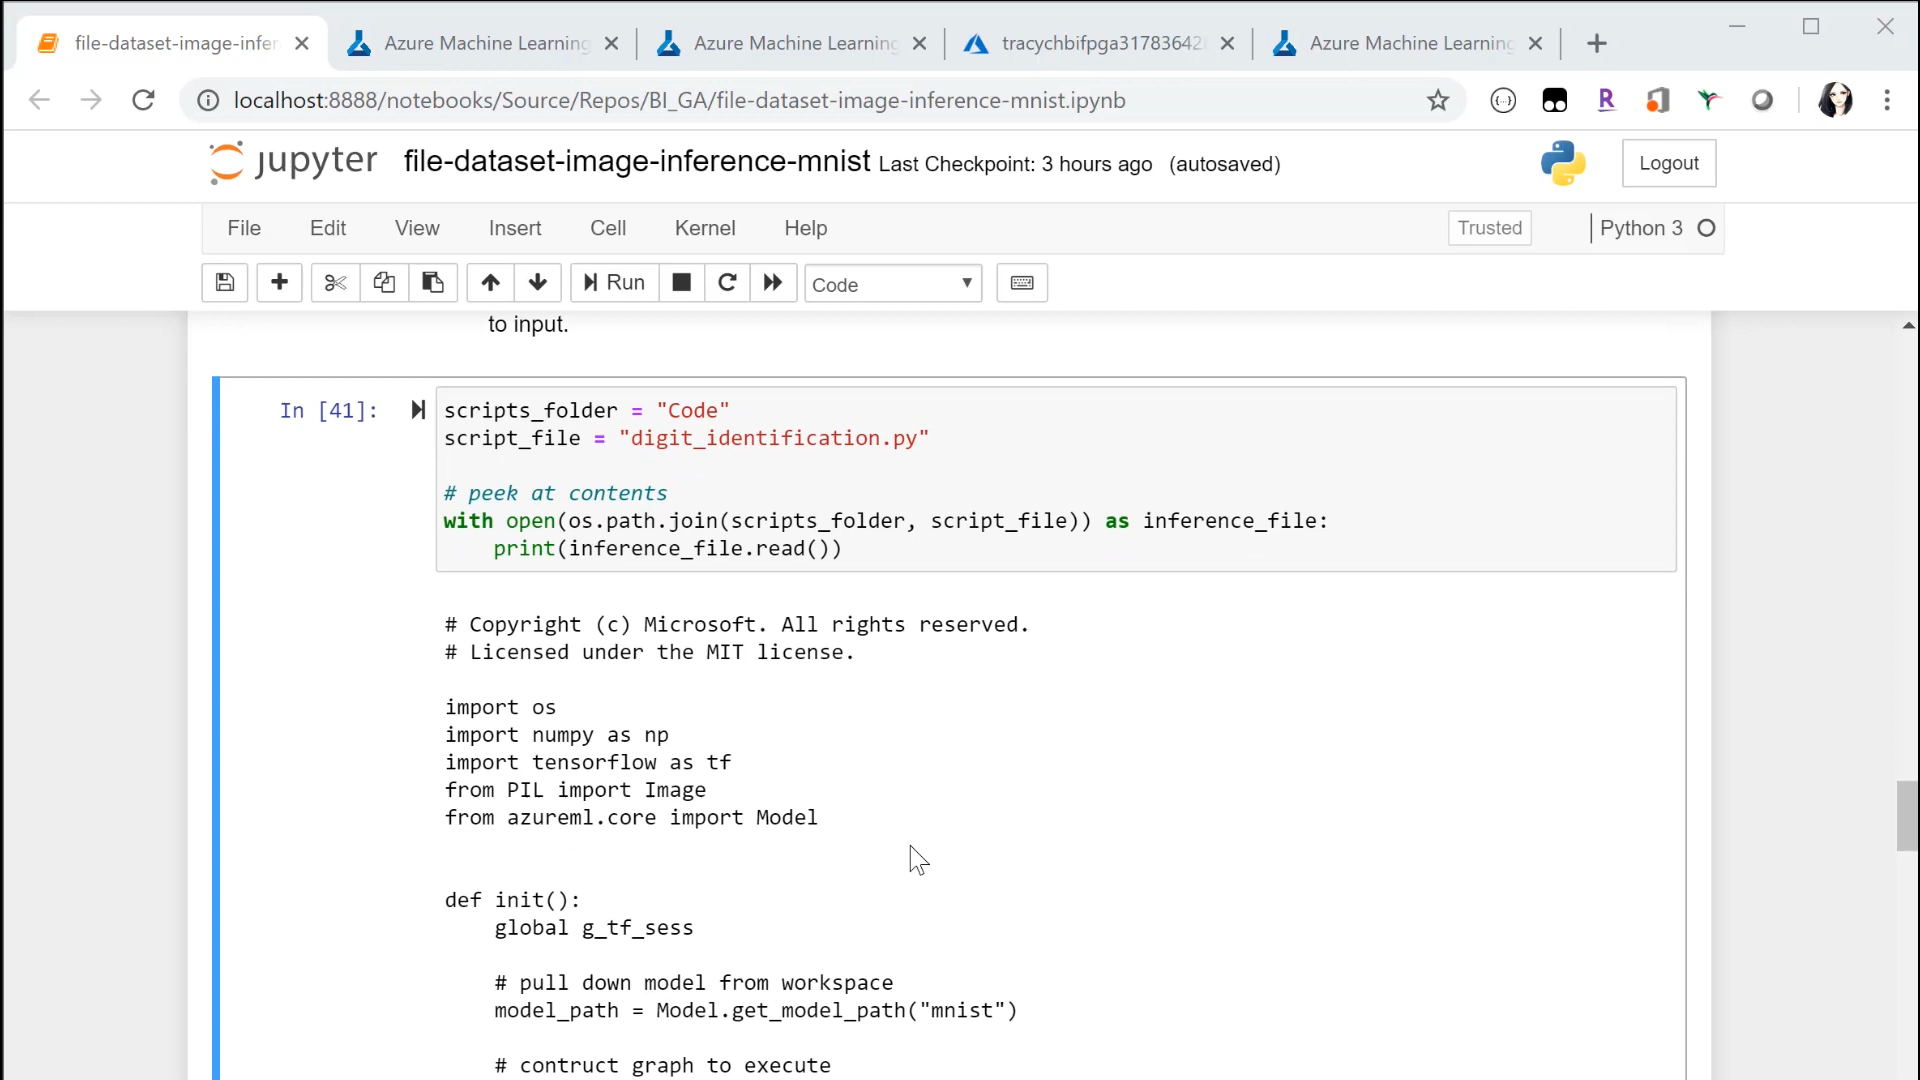 file-dataset-image-infer
Azure Machine Learning
Azure Machine Learning
tracychbifpga317836428
Azure Machine Learning
localhost:8888/notebooks/Source/Repos/BI_GA/file-dataset-image-inference-mnist.ipynb
R
jupyter file-dataset-image-inference-mnist Last Checkpoint: 3 hours ago (autosaved)
Logout
File Edit View Insert Cell Kernel Help
Trusted
Python 3
Run
Code
to input.
In [41]:
scripts_folder = "Code"
script_file = "digit_identification.py"
# peek at contents
with open(os.path.join(scripts_folder, script_file)) as inference_file:
print(inference_file.read())
# Copyright (c) Microsoft. All rights reserved.
# Licensed under the MIT license.
import os
import numpy as np
import tensorflow as tf
from PIL import Image
from azureml.core import Model
def init():
global g_tf_sess
# pull down model from workspace
model_path = Model.get_model_path("mnist")
# contruct graph to execute